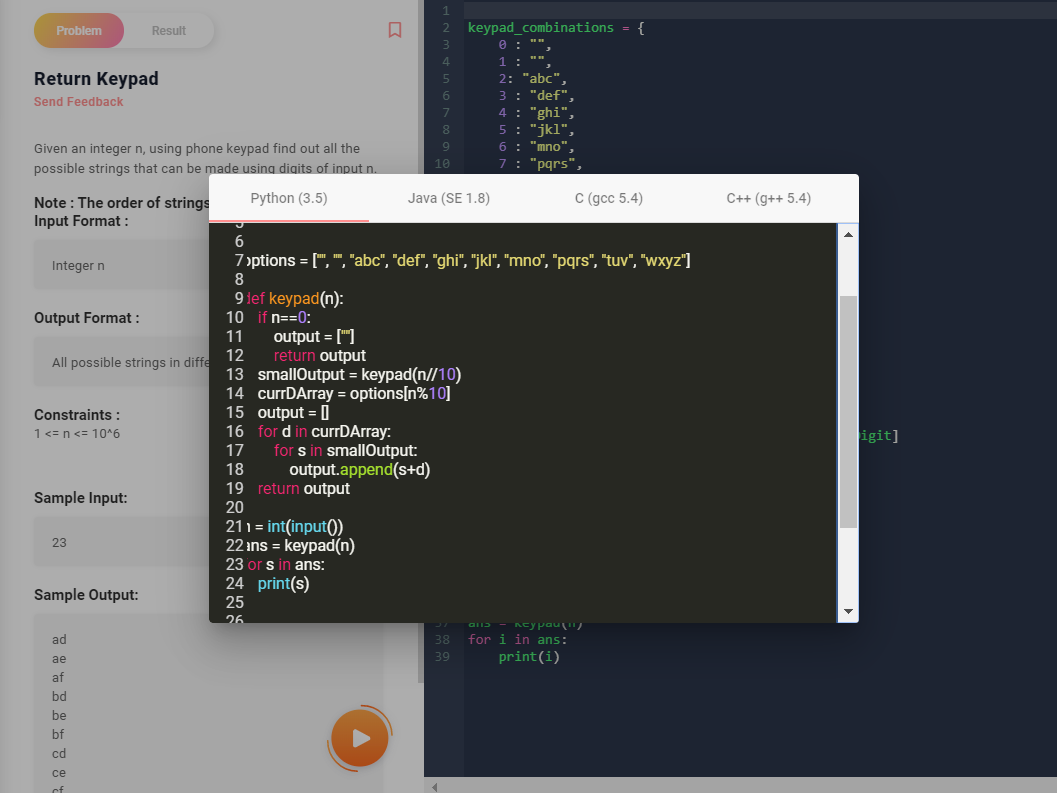 Problem
Result
Return Keypad
Send Feedback
Given an integer n, using phone keypad find out all the
possible strings that can be made using digits of input n.
Note : The order of strings
Input Format :
Integer n
Output Format :
All possible strings in diffe
Constraints :
1 <= n <= 10^6
Sample Input:
23
Sample Output:
ad
ae
af
bd
be
bf
cd
ce
cf
1
2 keypad_combinations = {
3 0 : "",
4 1 : "",
5 2: "abc",
6 3 : "def",
7 4 : "ghi",
8 5 : "jkl",
9 6 : "mno",
10 7 : "pqrs",
Python (3.5)
Java (SE 1.8)
C (gcc 5.4)
C++ (g++ 5.4)
5
6
7 options = ["", "", "abc", "def", "ghi", "jkl", "mno", "pqrs", "tuv", "wxyz"]
8
9 def keypad(n):
10 if n==0:
11 output = [""]
12 return output
13 smallOutput = keypad(n//10)
14 currDArray = options[n%10]
15 output = []
16 for d in currDArray:
17 for s in smallOutput:
18 output.append(s+d)
19 return output
20
21 n = int(input())
22 ans = keypad(n)
23 for s in ans:
24 print(s)
25
26
igit]
37 ans = keypad(n)
38 for i in ans:
39 print(i)